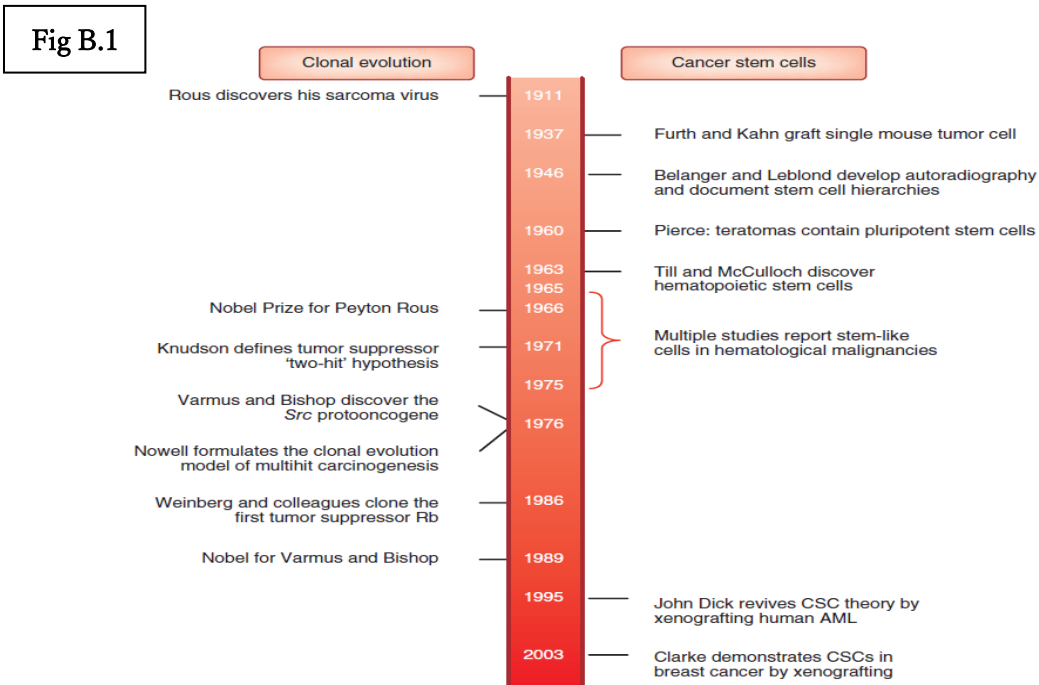 Fig B.1
Clonal evolution
Cancer stem cells
Rous discovers his sarcoma virus
1911
1937
Furth and Kahn graft single mouse tumor cell
1946
Belanger and Leblond develop autoradiography
and document stem cell hierarchies
1960
Pierce: teratomas contain pluripotent stem cells
1963
Till and McCulloch discover
hematopoietic stem cells
1965
Nobel Prize for Peyton Rous
1966
Multiple studies report stem-like
cells in hematological malignancies
Knudson defines tumor suppressor
‘two-hit’ hypothesis
1971
1975
Varmus and Bishop discover the
Src protooncogene
1976
Nowell formulates the clonal evolution
model of multihit carcinogenesis
Weinberg and colleagues clone the
first tumor suppressor Rb
1986
Nobel for Varmus and Bishop
1989
1995
John Dick revives CSC theory by
xenografting human AML
2003
Clarke demonstrates CSCs in
breast cancer by xenografting